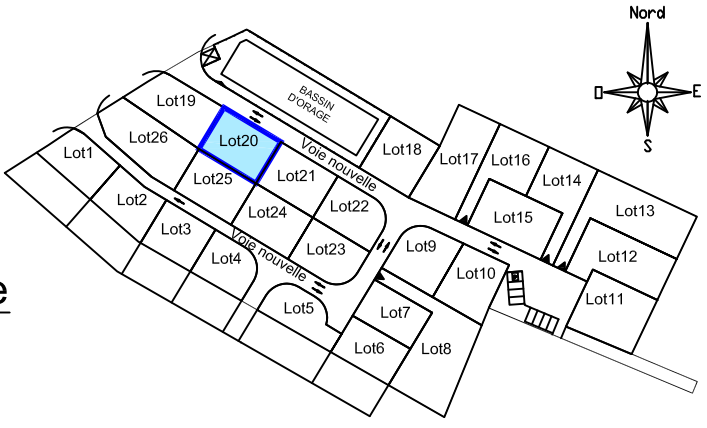 Nord
E
S
O
BASSIN
D'ORAGE
Voie nouvelle
Lot19
Lot20
Lot18
Lot17
Lot16
Lot14
Lot13
Lot26
Lot1
Lot25
Lot21
Lot22
Lot15
Lot2
Lot24
Lot3
Lot23
Lot9
Lot12
Voie nouvelle
Lot4
Lot10
Lot11
Lot5
Lot7
Lot6
Lot8
e